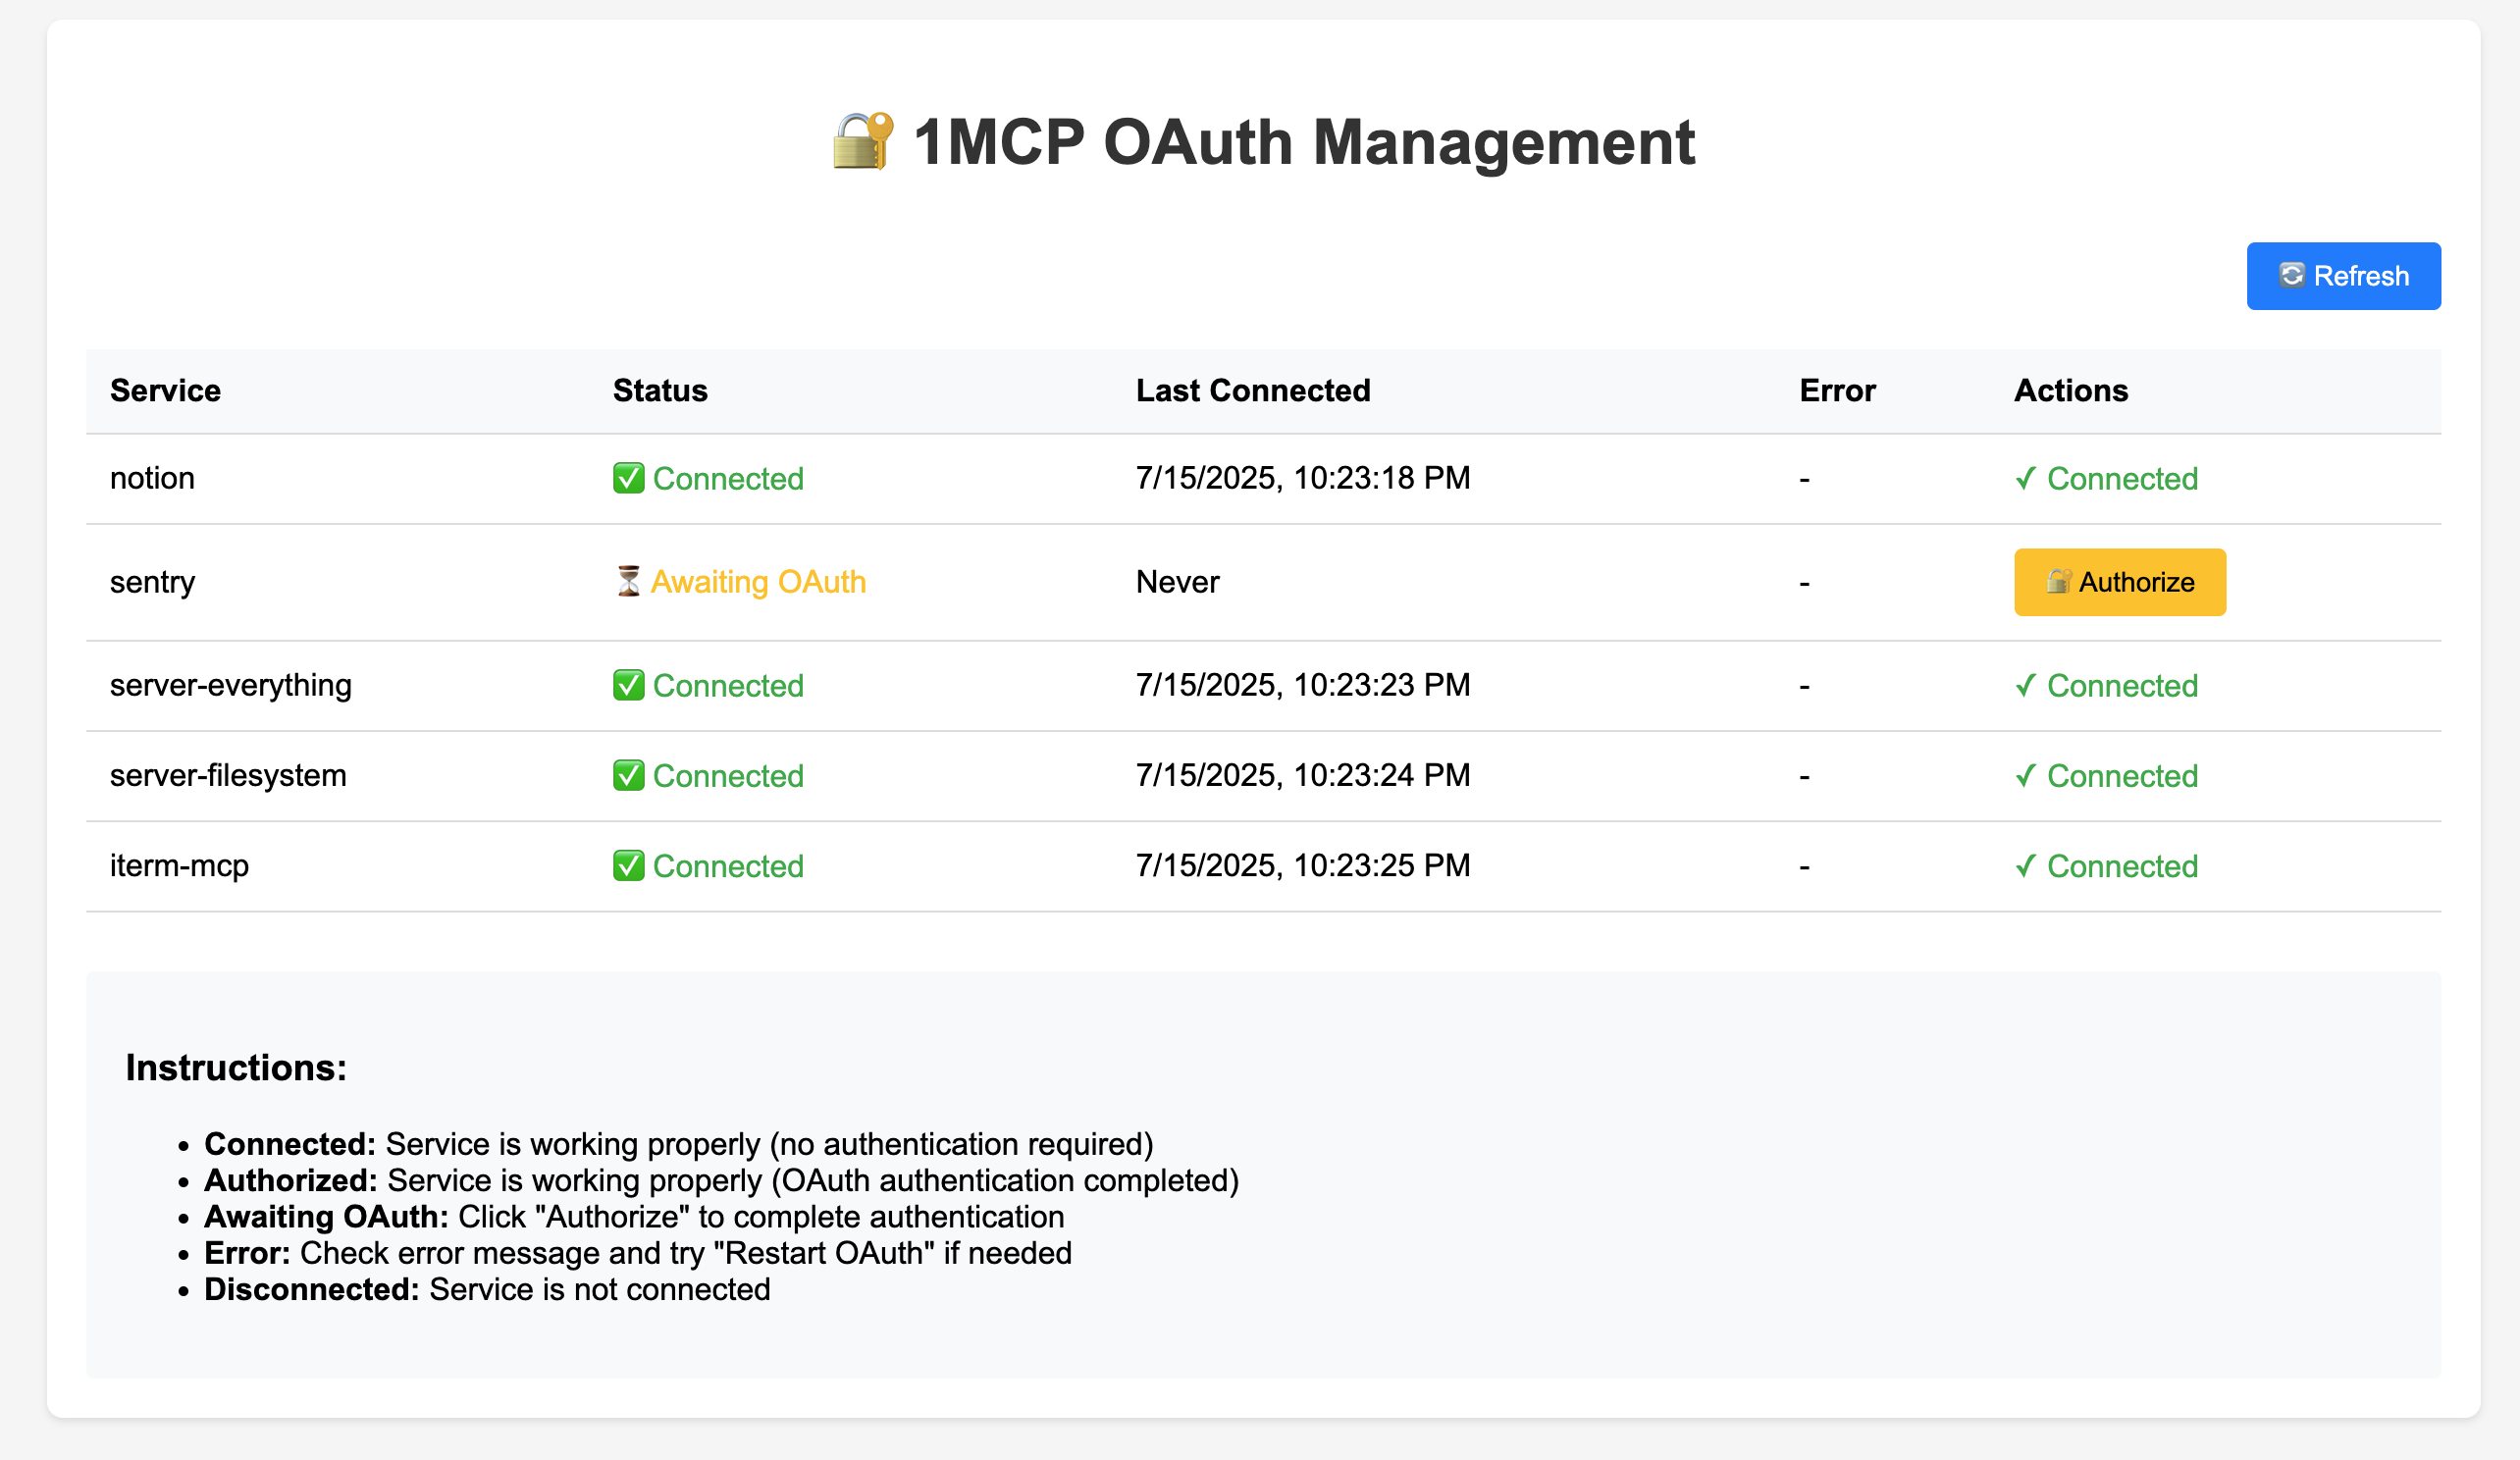 🔐 1MCP OAuth Management
🔄 Refresh
Service Status Last Connected Error Actions
notion ✅ Connected 7/15/2025, 10:23:18 PM - ✓ Connected
sentry ⏳ Awaiting OAuth Never - 🔐 Authorize
server-everything ✅ Connected 7/15/2025, 10:23:23 PM - ✓ Connected
server-filesystem ✅ Connected 7/15/2025, 10:23:24 PM - ✓ Connected
iterm-mcp ✅ Connected 7/15/2025, 10:23:25 PM - ✓ Connected
Instructions:
• Connected: Service is working properly (no authentication required)
• Authorized: Service is working properly (OAuth authentication completed)
• Awaiting OAuth: Click "Authorize" to complete authentication
• Error: Check error message and try "Restart OAuth" if needed
• Disconnected: Service is not connected